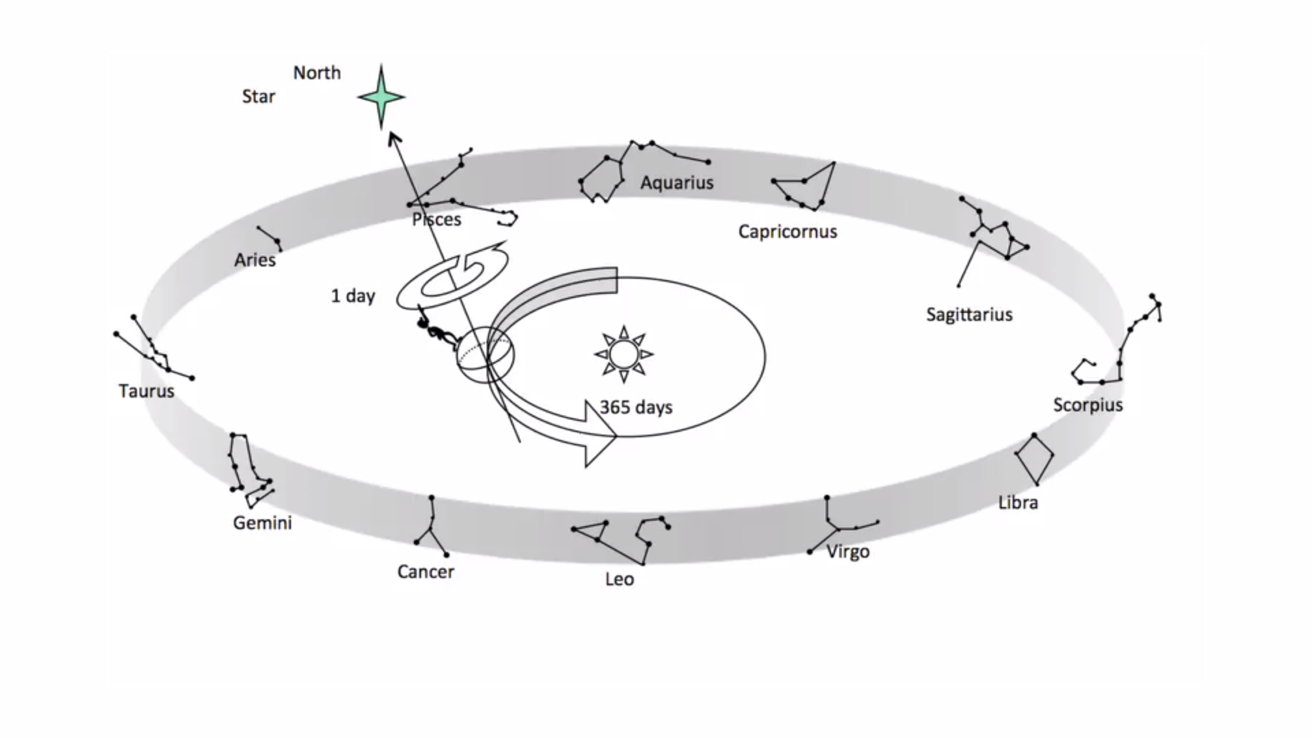 North
Star
Aquarius
Pisces
Capricornus
Aries
1 day
Sagittarius
Taurus
365 days
Scorpius
Libra
Gemini
Virgo
Cancer
Leo